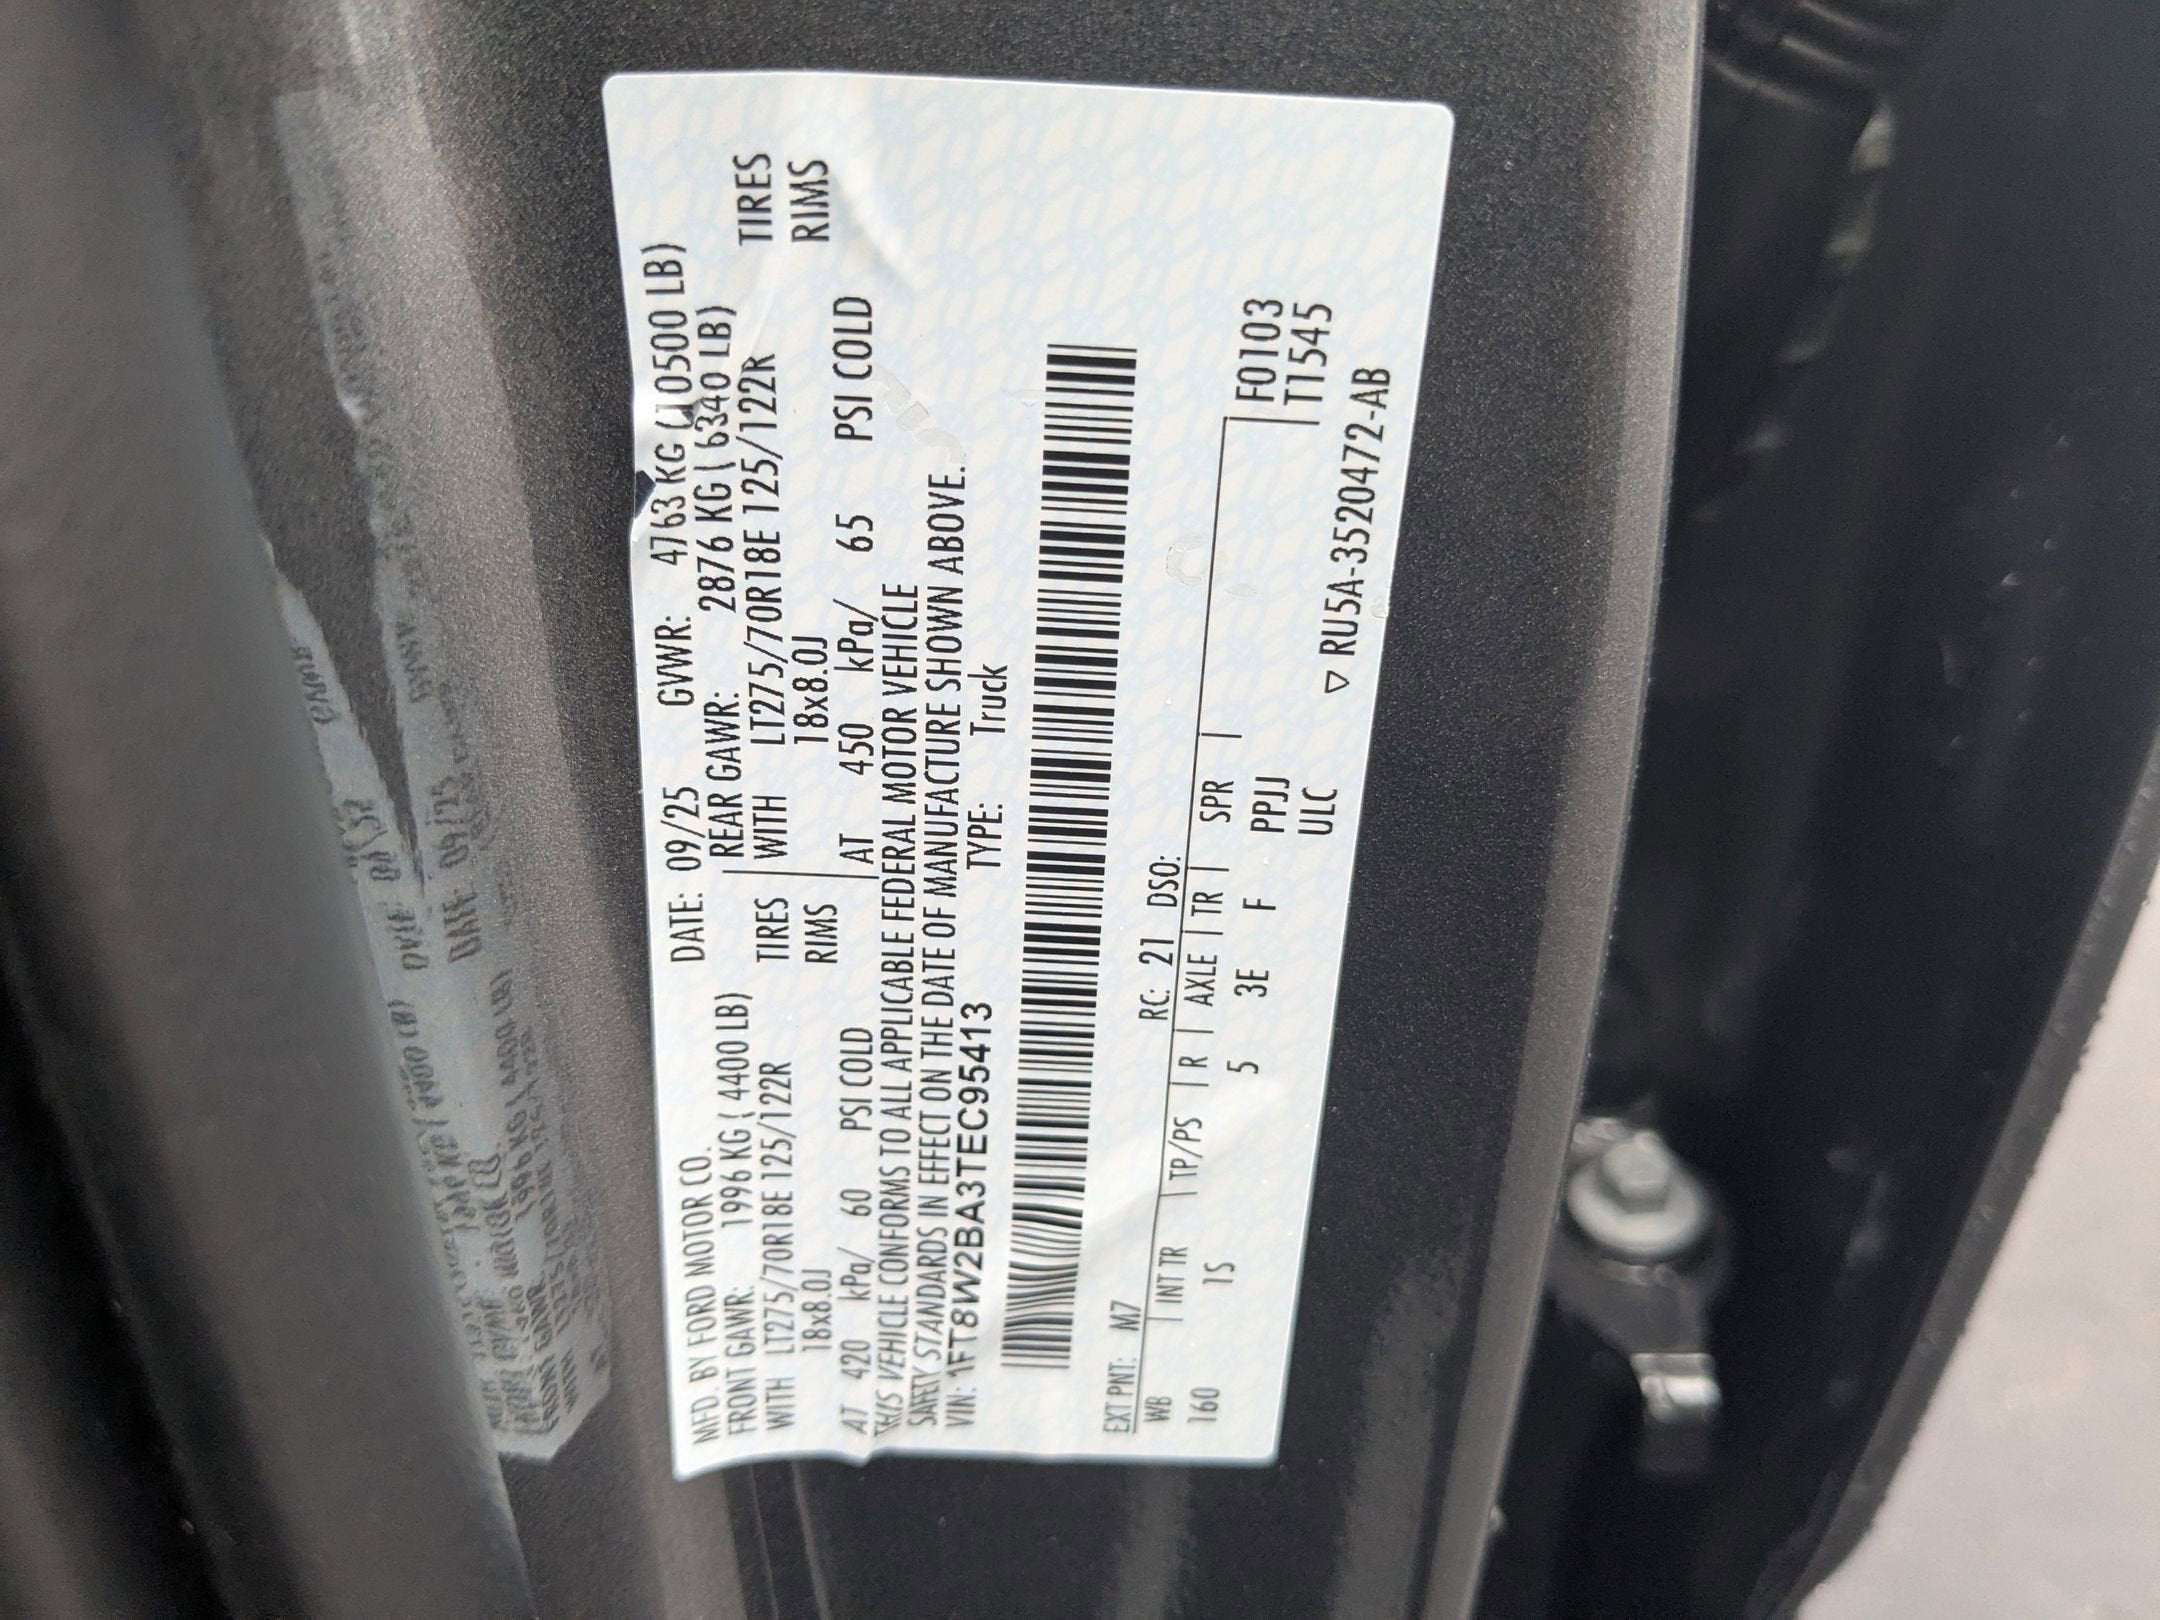 MFD. BY FORD MOTOR CO. DATE: 09/25 GVWR: 4763 KG (10500 LB)
FRONT GAWR: 1996 KG ( 4400 LB) REAR GAWR: 2876 KG ( 6340 LB)
WITH LT275/70R18E 125/122R TIRES WITH LT275/70R18E 125/122R TIRES
18x8.0J RIMS 18x8.0J RIMS
AT 420 kPa/ 60 PSI COLD AT 450 kPa/ 65 PSI COLD
THIS VEHICLE CONFORMS TO ALL APPLICABLE FEDERAL MOTOR VEHICLE
SAFETY STANDARDS IN EFFECT ON THE DATE OF MANUFACTURE SHOWN ABOVE.
VIN: 1FT8W2BA3TEC95413 TYPE: Truck
EXT PNT: M7 RC: 21 DSO:
WB | INT TR | TP/PS | R | AXLE | TR | SPR | F0103
160 1S 5 3E F PPJJ T1545
ULC
▽ RU5A-3520472-AB